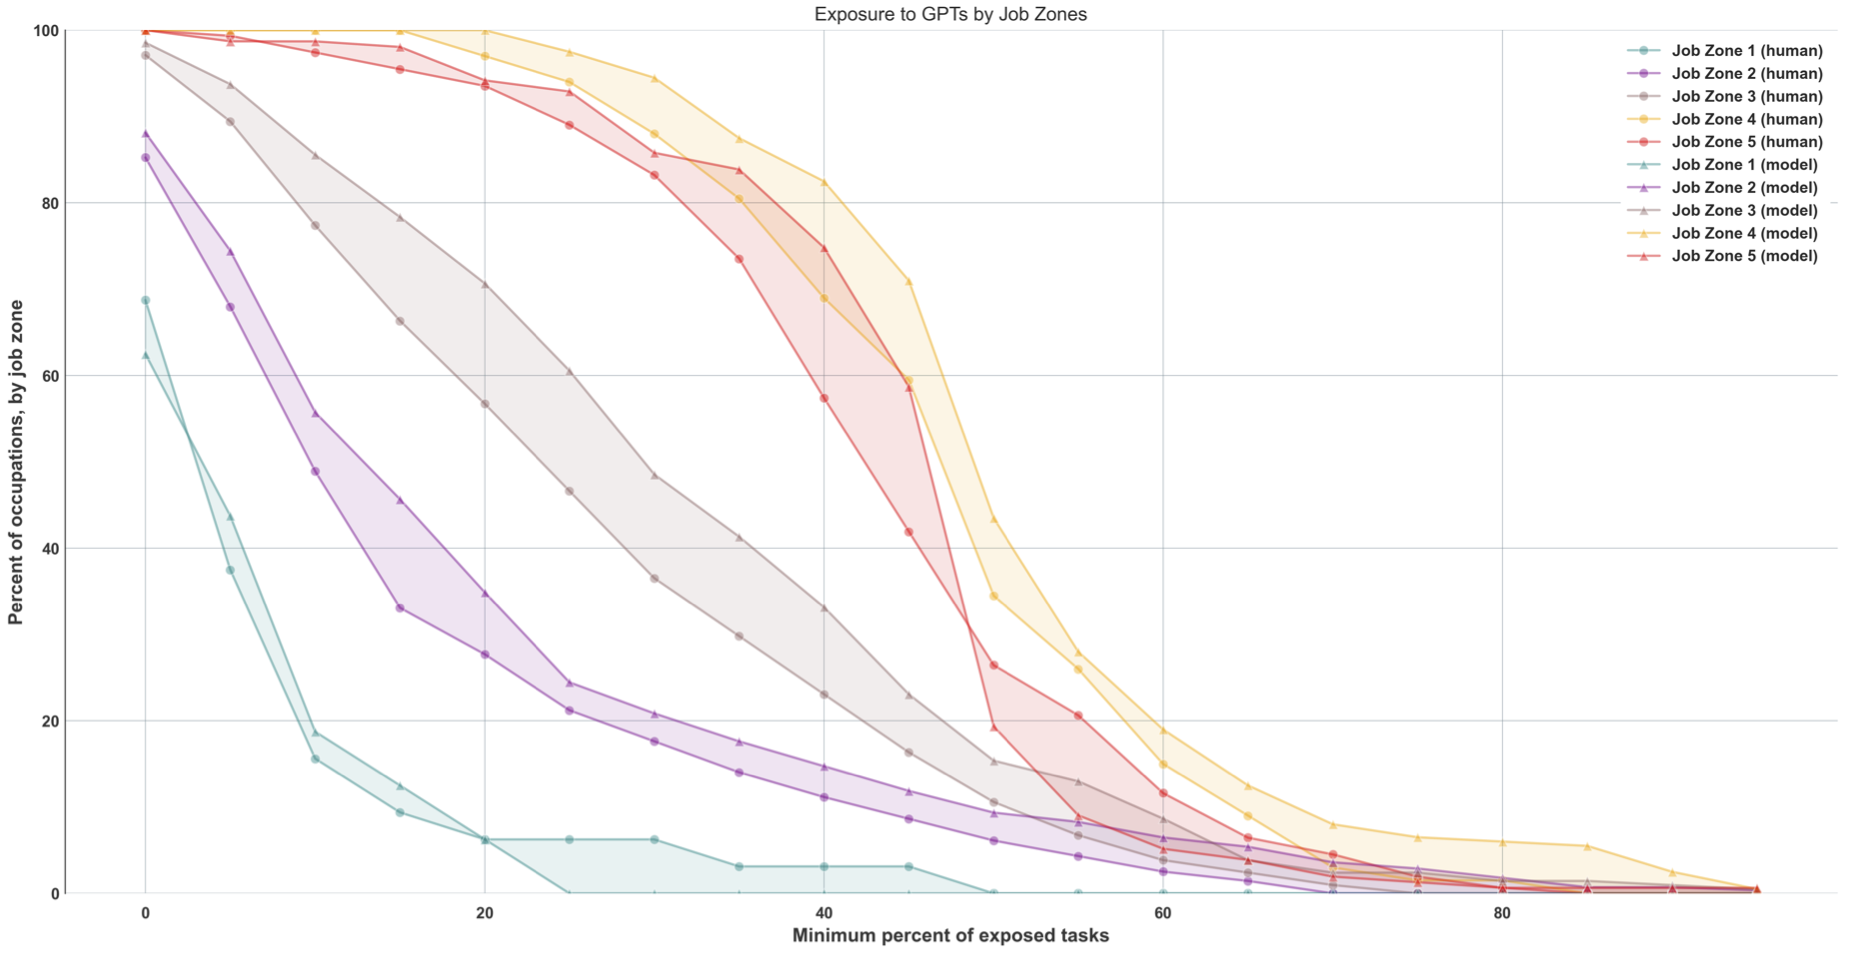 Exposure to GPTs by Job Zones
100
80
60
40
20
0
Percent of occupations, by job zone
0 20 40 60 80
Minimum percent of exposed tasks
Job Zone 1 (human)
Job Zone 2 (human)
Job Zone 3 (human)
Job Zone 4 (human)
Job Zone 5 (human)
Job Zone 1 (model)
Job Zone 2 (model)
Job Zone 3 (model)
Job Zone 4 (model)
Job Zone 5 (model)